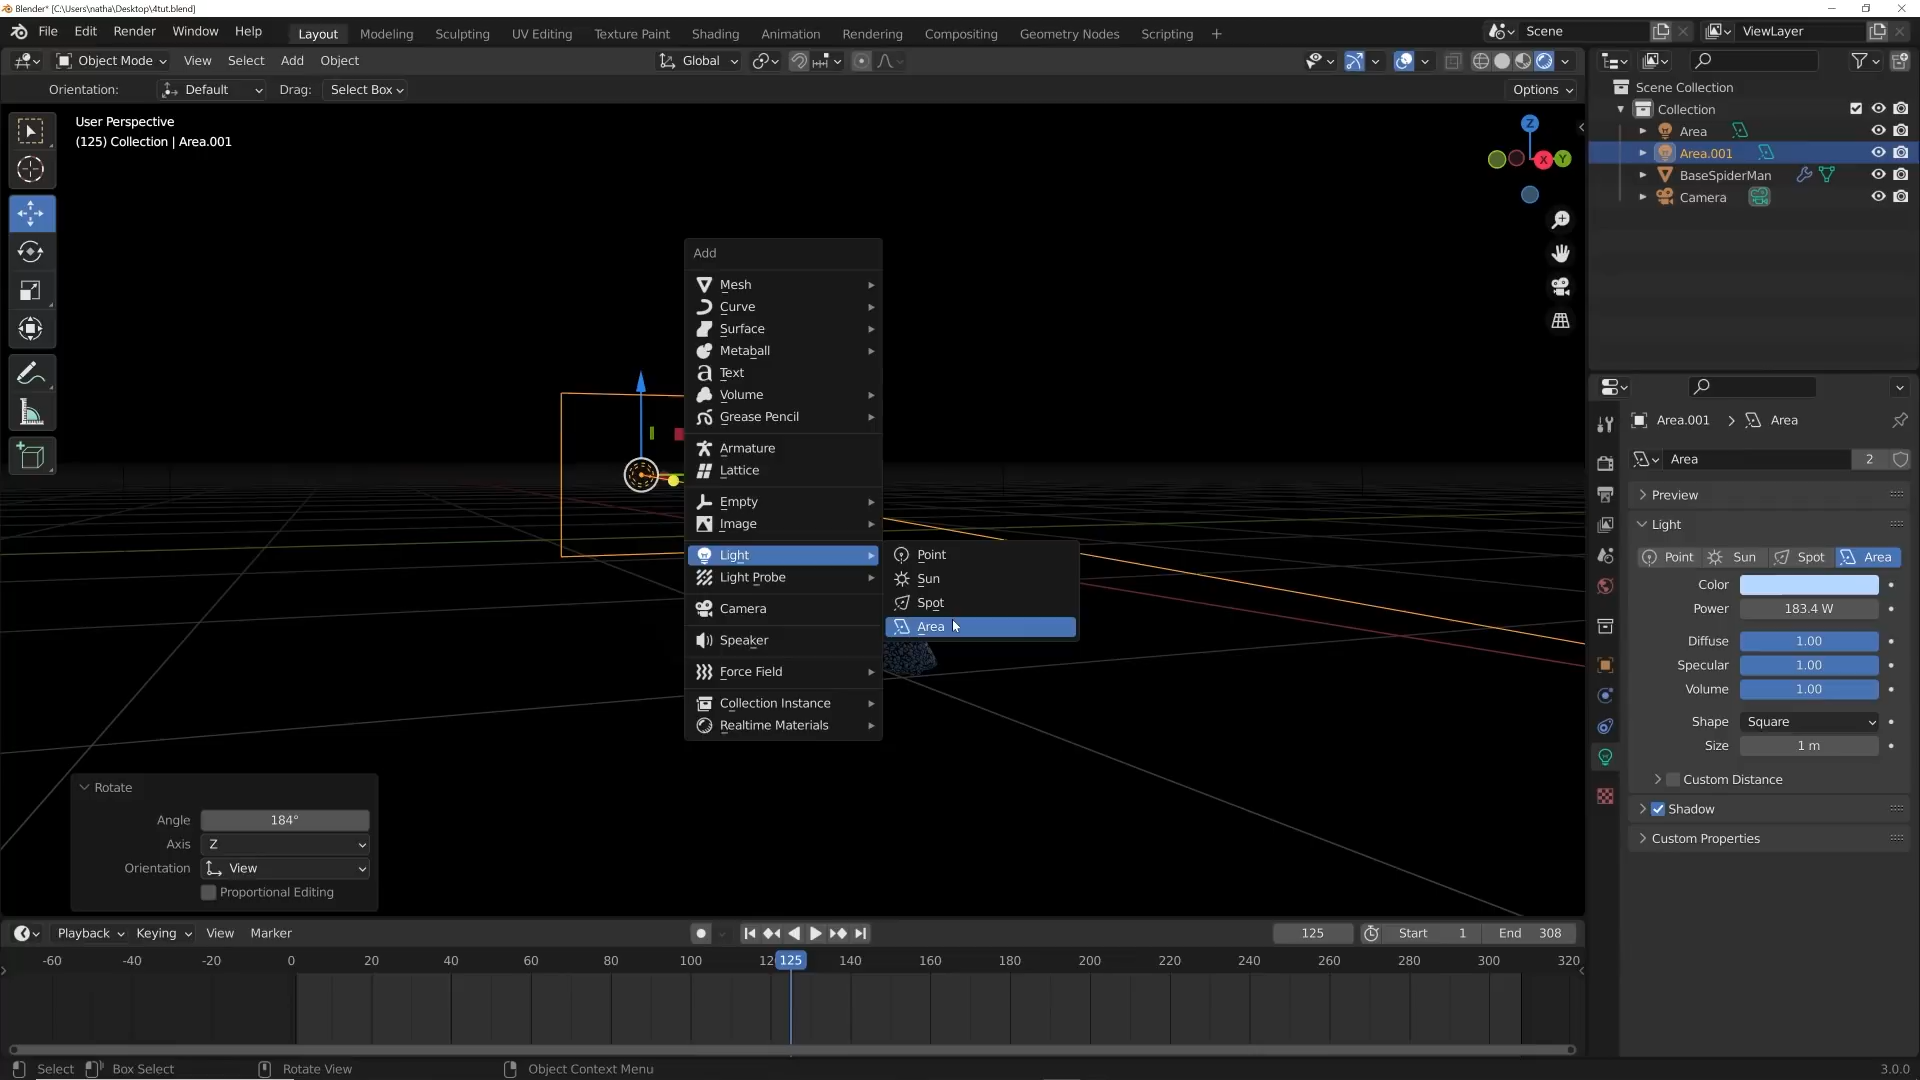 Blender* [C:\Users\natha\Desktop\4tut.blend]
File Edit Render Window Help
Layout Modeling Sculpting UV Editing Texture Paint Shading Animation Rendering Compositing Geometry Nodes Scripting +
Scene
ViewLayer
Object Mode View Select Add Object
Global
Orientation: Default Drag: Select Box
Options
User Perspective
(125) Collection | Area.001
Z
X
Y
Scene Collection
Collection
Area
Area.001
BaseSpiderMan
Camera
Add
Mesh
Curve
Surface
Metaball
Text
Volume
Grease Pencil
Armature
Lattice
Empty
Image
Light
Light Probe
Camera
Speaker
Force Field
Collection Instance
Realtime Materials
Point
Sun
Spot
Area
Area.001 > Area
Area 2
Preview
Light
Point Sun Spot Area
Color
Power 183.4 W
Diffuse 1.00
Specular 1.00
Volume 1.00
Shape Square
Size 1 m
Custom Distance
Shadow
Custom Properties
Rotate
Angle 184°
Axis Z
Orientation View
Proportional Editing
Playback Keying View Marker
125
Start 1
End 308
-60 -40 -20 0 20 40 60 80 100 12 125 140 160 180 200 220 240 260 280 300 320
Select Box Select Rotate View Object Context Menu
3.0.0